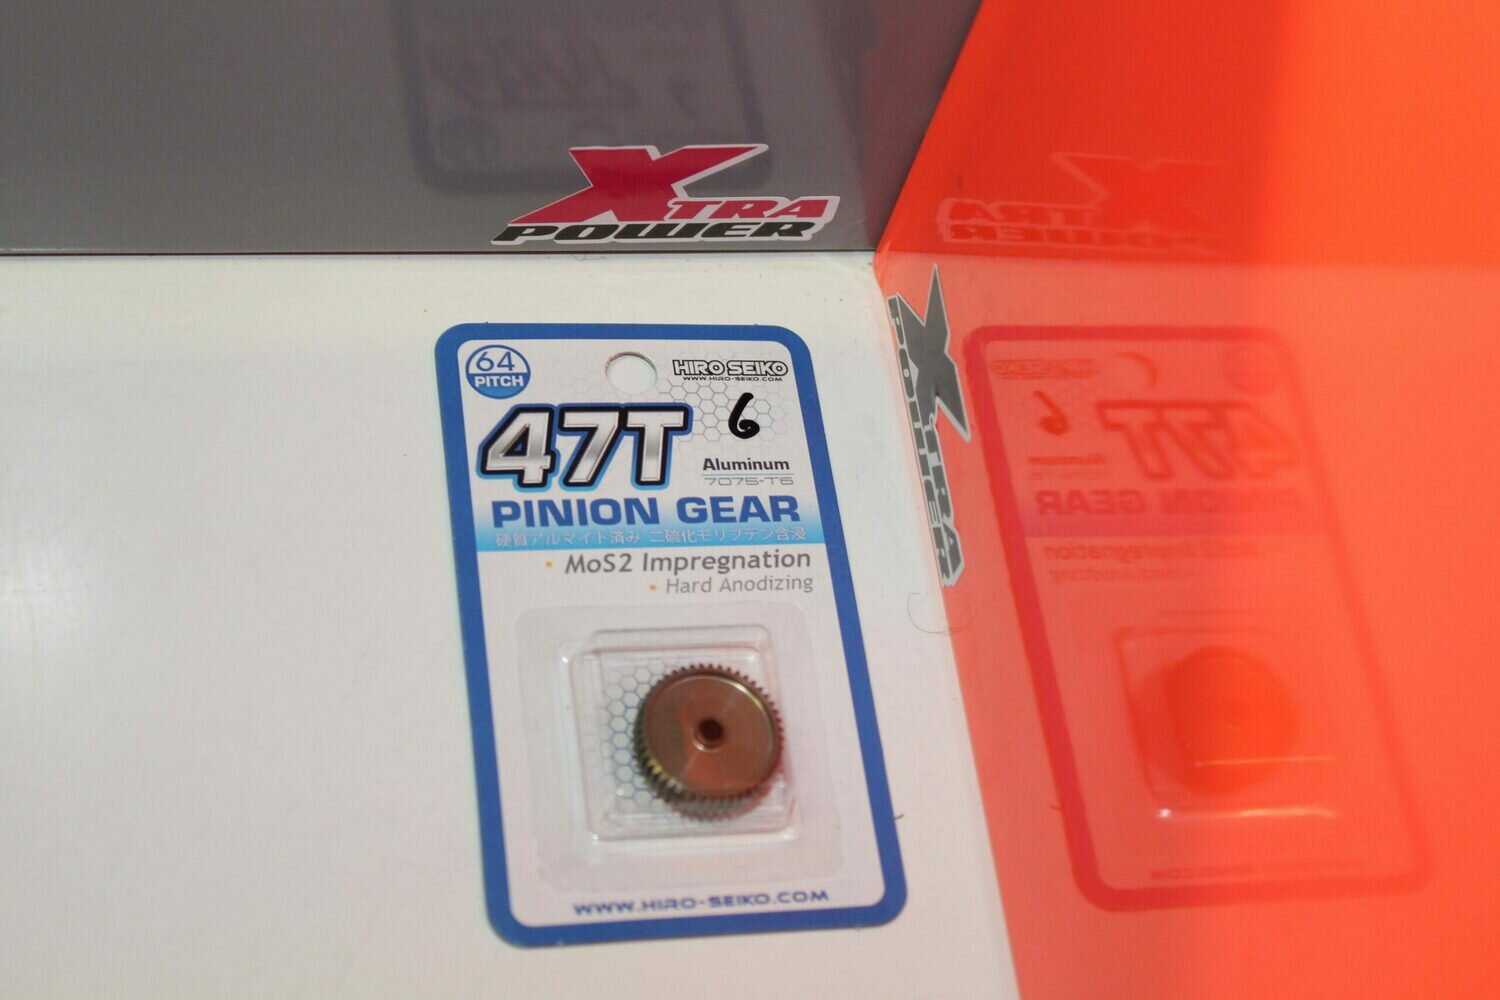 XTRA
POWER
64
PITCH
HIRO SEIKO
WWW.HIRO-SEIKO.COM
47T
6
Aluminum
7075-T6
PINION GEAR
硬質アルマイト済み 二硫化モリブデン含浸
• MoS2 Impregnation
• Hard Anodizing
WWW.HIRO-SEIKO.COM
XTRA
POWER